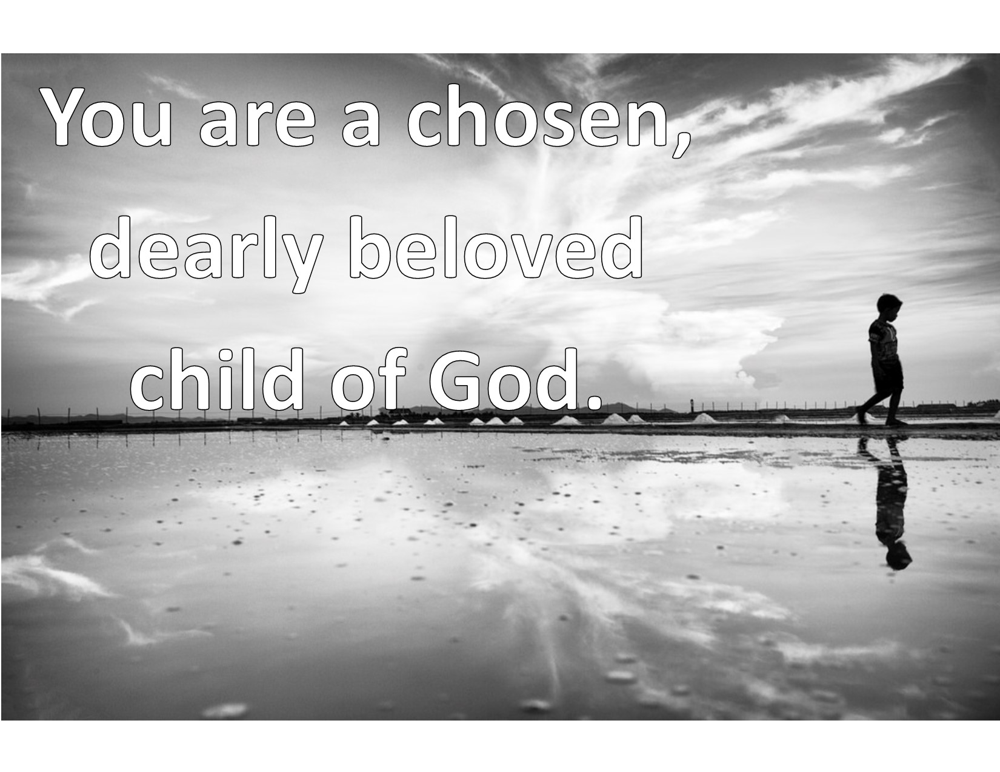 You are a chosen,
dearly beloved
child of God.